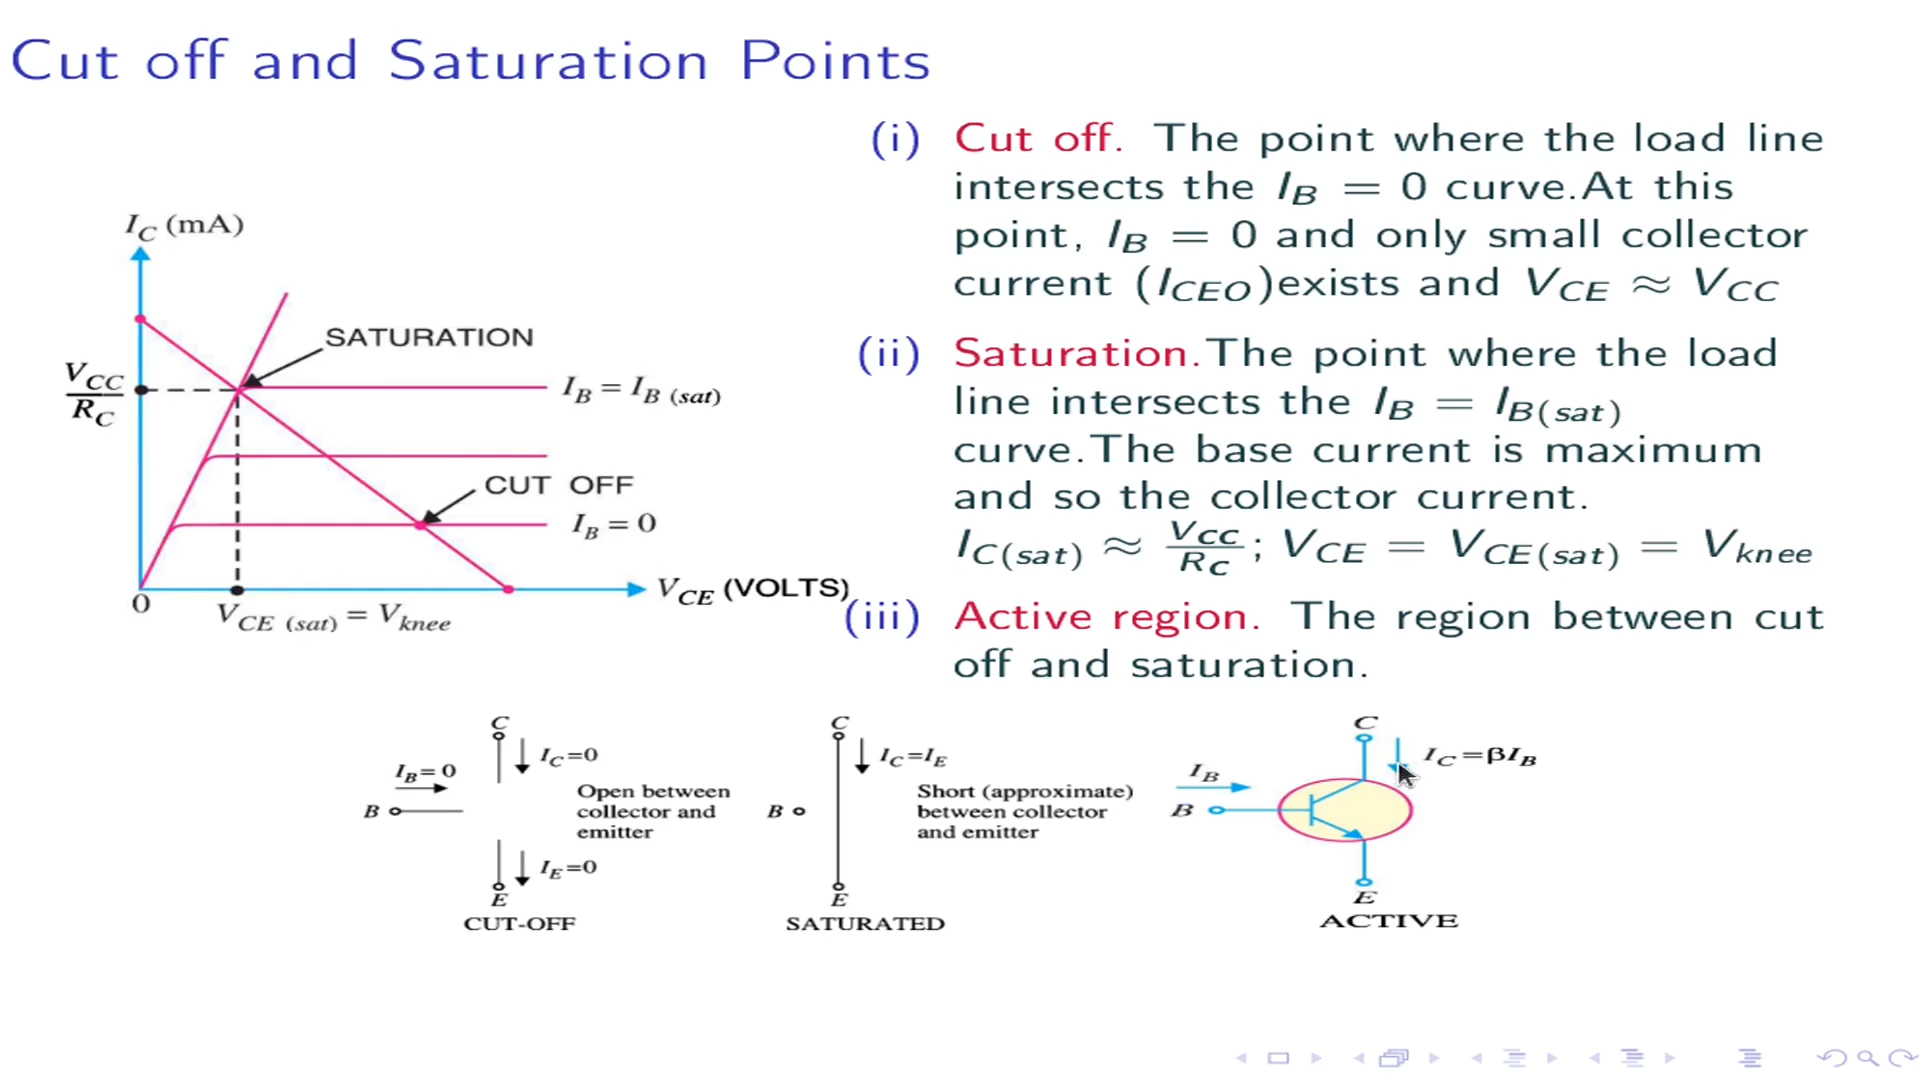 Cut off and Saturation Points
(i) Cut off. The point where the load line
intersects the I_B = 0 curve.At this
point, I_B = 0 and only small collector
current (I_CEO)exists and V_CE ≈ V_CC
(ii) Saturation.The point where the load
line intersects the I_B = I_B(sat)
curve.The base current is maximum
and so the collector current.
I_C(sat) ≈ V_CC/R_C; V_CE = V_CE(sat) = V_knee
(iii) Active region. The region between cut
off and saturation.
I_C (mA)
SATURATION
V_CC/R_C
I_B = I_B (sat)
CUT OFF
I_B = 0
0
V_CE (VOLTS)
V_CE (sat) = V_knee
C
I_C=0
I_B=0
Open between
collector and
emitter
B
I_E=0
E
CUT-OFF
C
I_C=I_E
Short (approximate)
between collector
and emitter
B
E
SATURATED
C
I_C=βI_B
I_B
B
E
ACTIVE